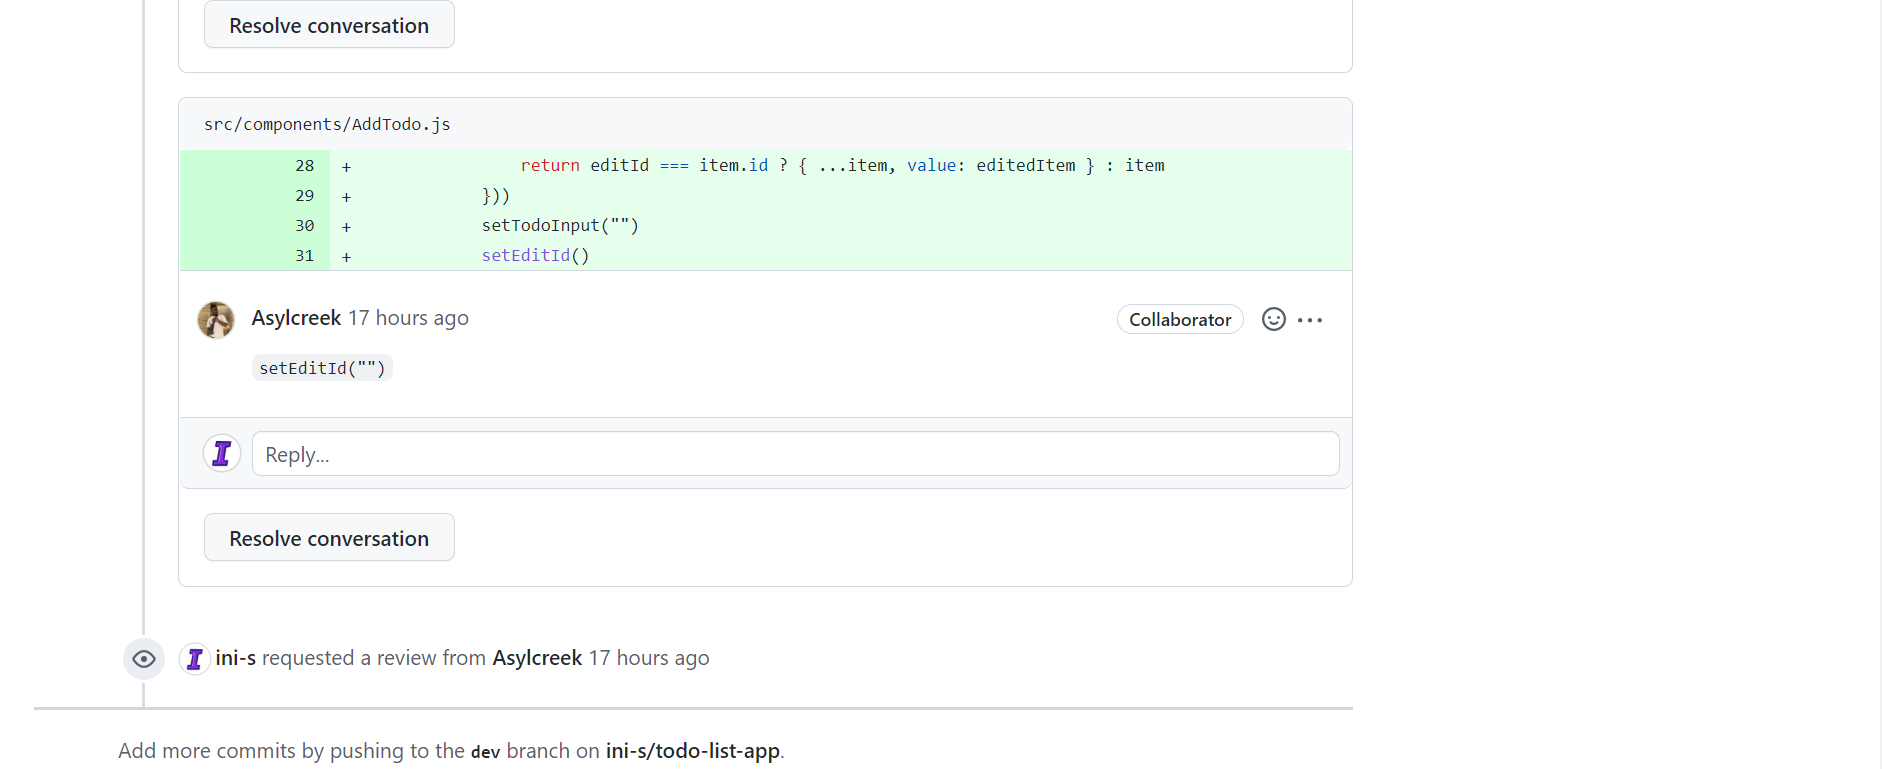 Resolve conversation
src/components/AddTodo.js
28 + return editId === item.id ? { ...item, value: editedItem } : item
29 + }))
30 + setTodoInput("")
31 + setEditId()
Asylcreek 17 hours ago Collaborator
setEditId("")
I Reply...
Resolve conversation
I ini-s requested a review from Asylcreek 17 hours ago
Add more commits by pushing to the dev branch on ini-s/todo-list-app.